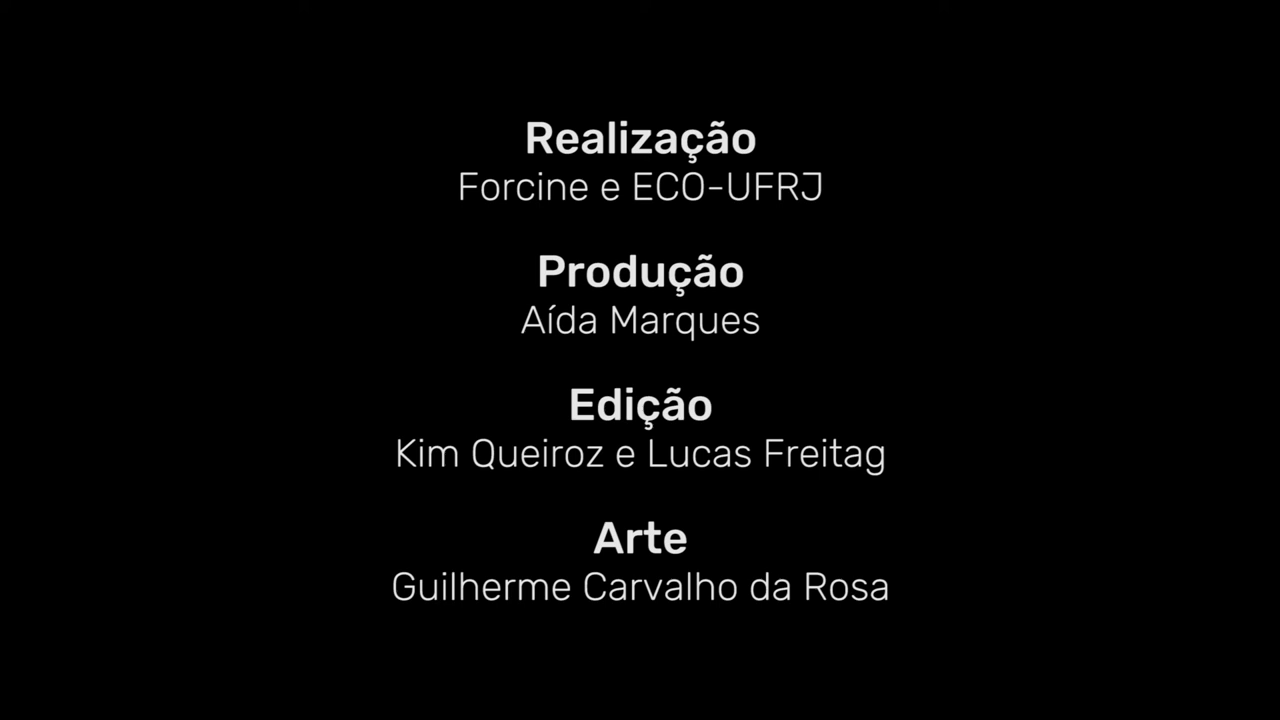 Realização
Forcine e ECO-UFRJ
Produção
Aída Marques
Edição
Kim Queiroz e Lucas Freitag
Arte
Guilherme Carvalho da Rosa